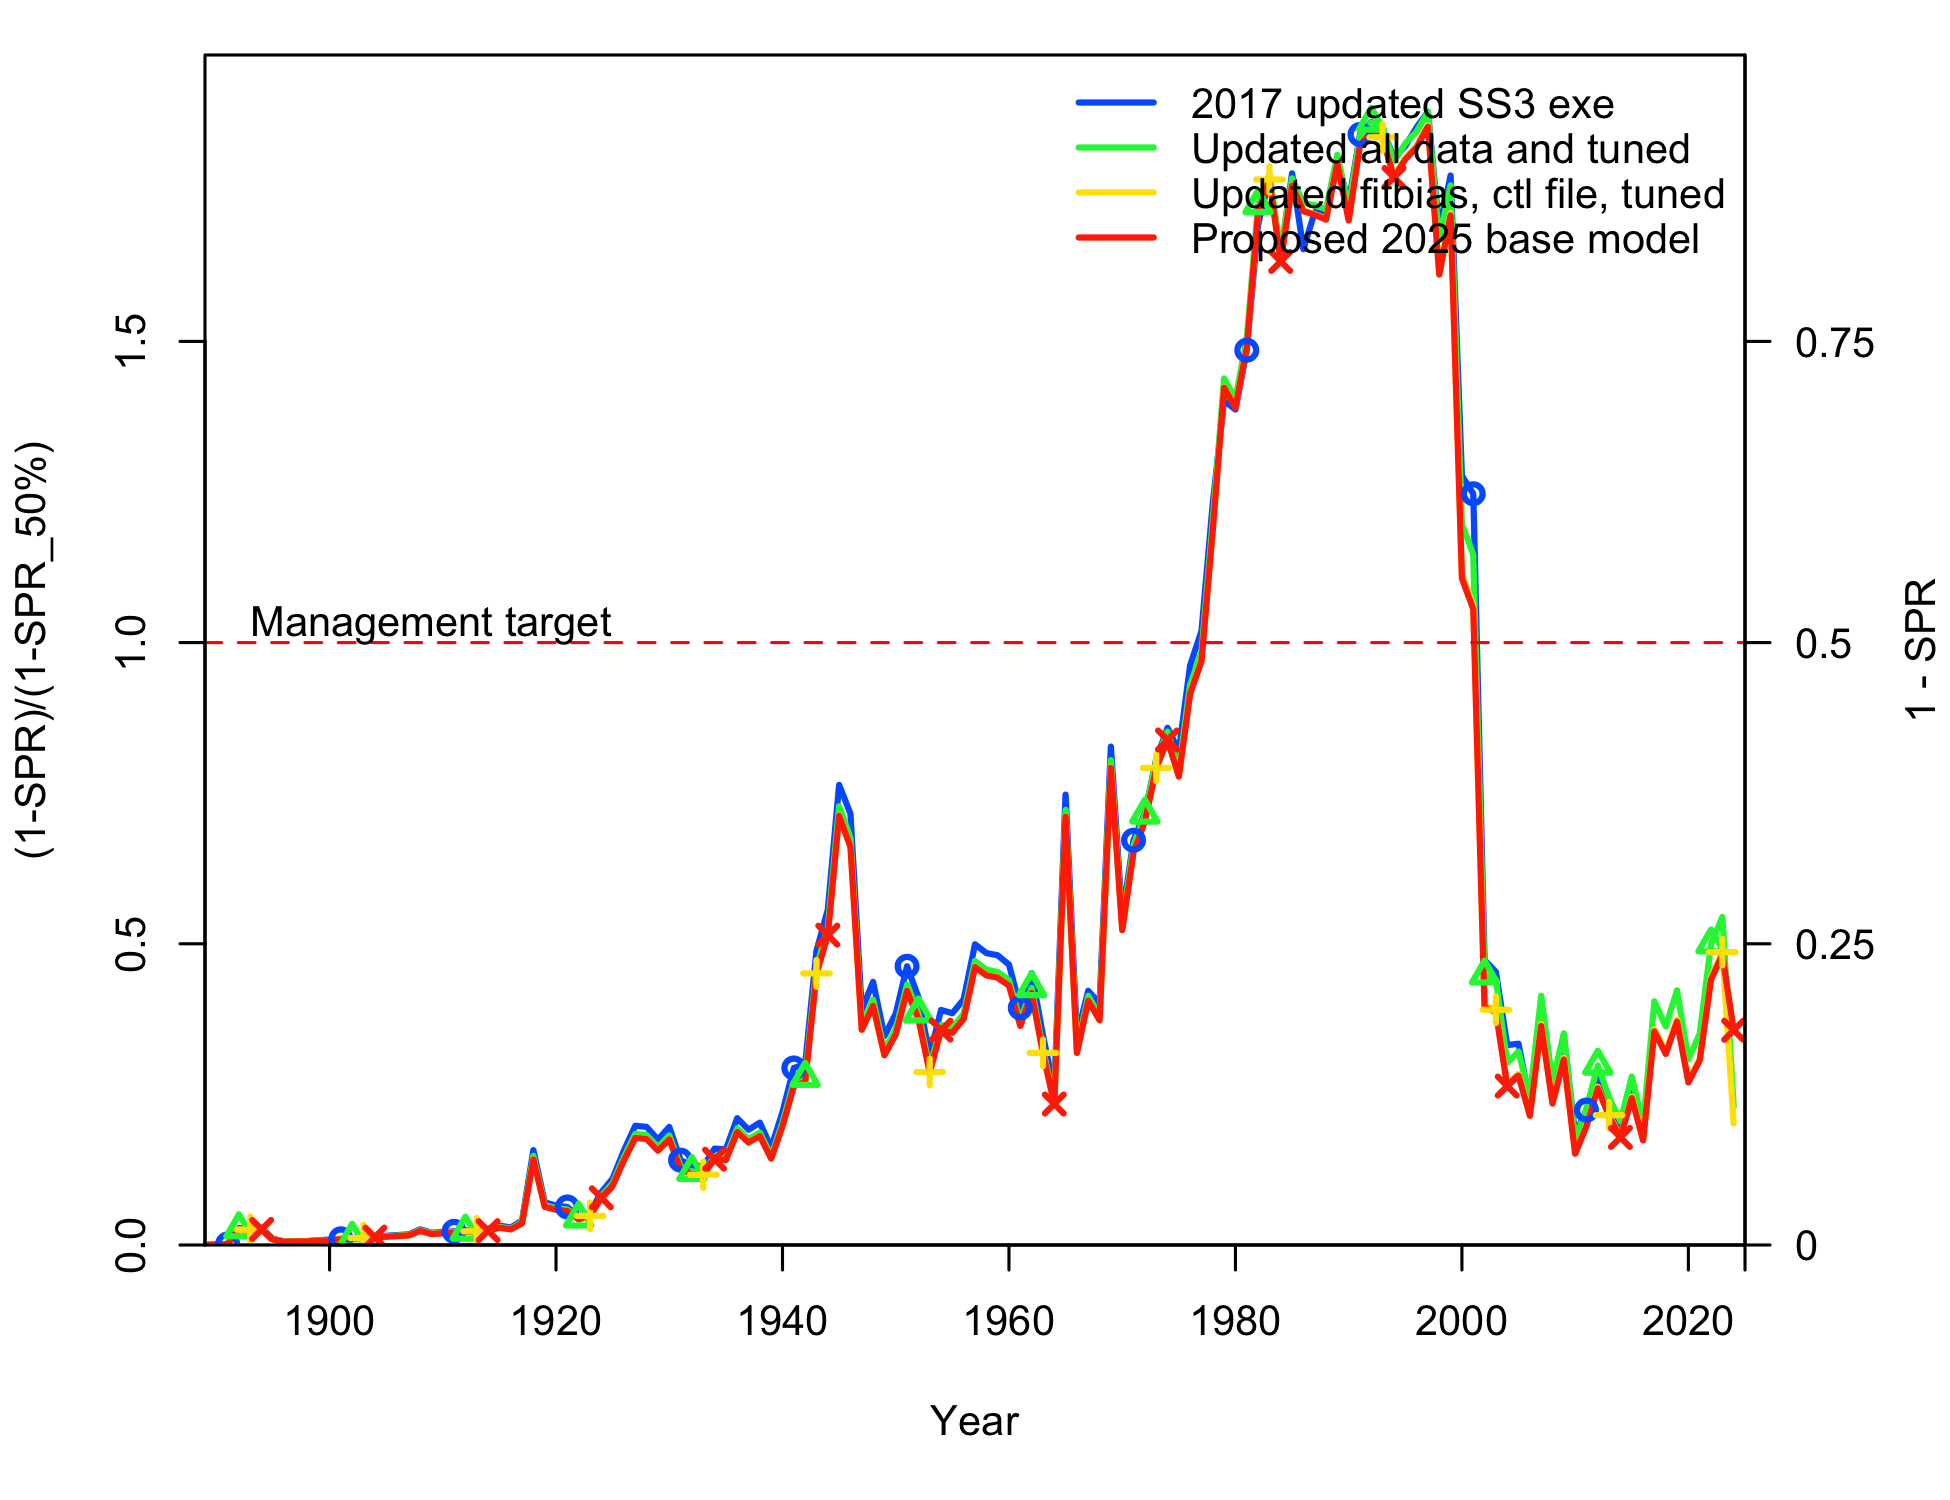 2017 updated SS3 exe
Updated all data and tuned
Updated fitbias, ctl file, tuned
Proposed 2025 base model
Management target
(1-SPR)/(1-SPR_50%)
0.0
0.5
1.0
1.5
1 - SPR
0.75
0.5
0.25
0
1900 1920 1940 1960 1980 2000 2020
Year